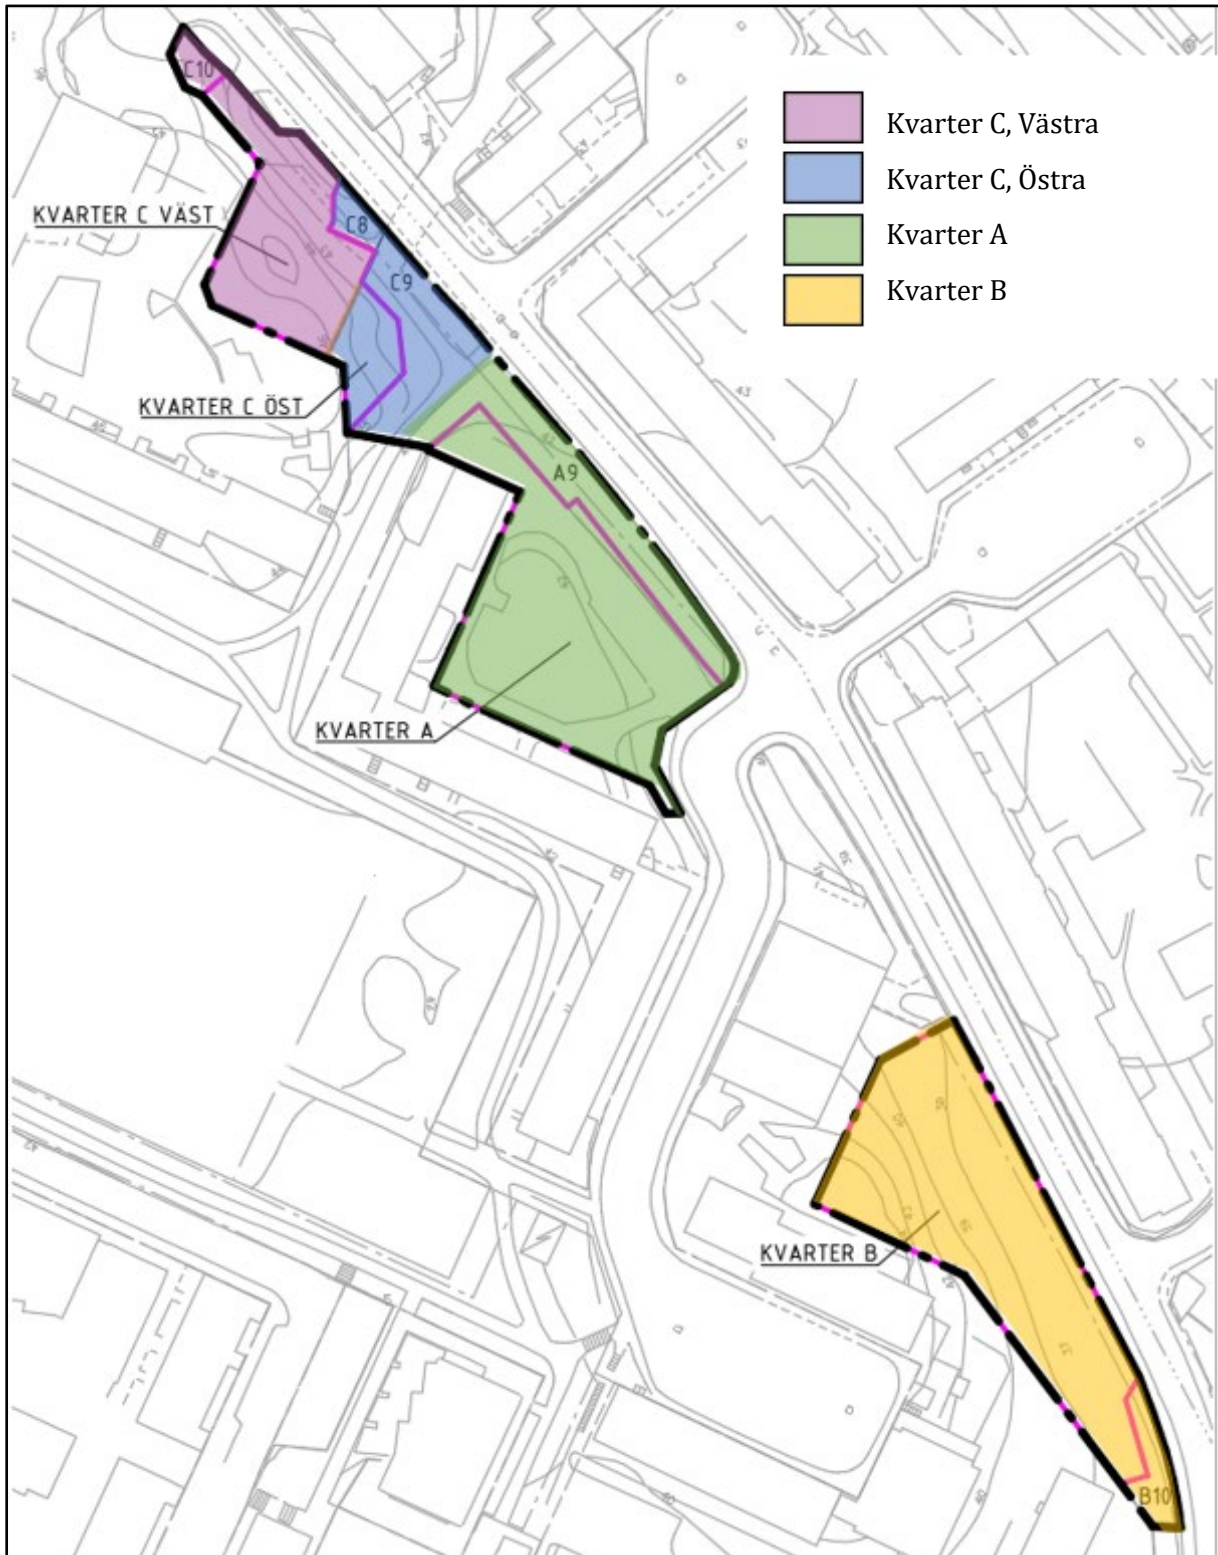 Kvarter C, Västra
Kvarter C, Östra
Kvarter A
Kvarter B
C10
KVARTER C VÄST
C8
C9
KVARTER C ÖST
A9
KVARTER A
KVARTER B
B10